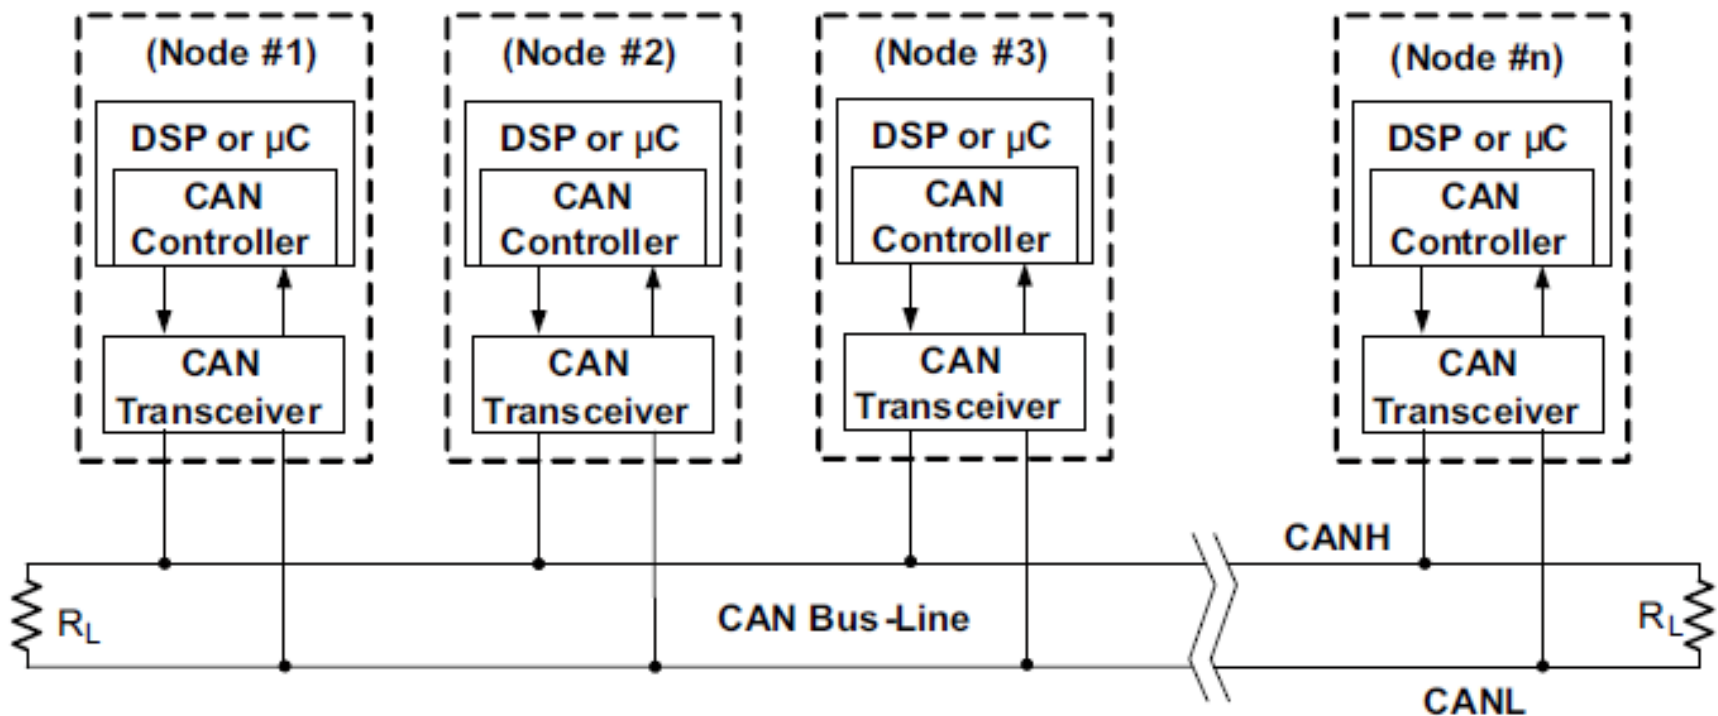 (Node #1)
DSP or µC
CAN
Controller
CAN
Transceiver
(Node #2)
DSP or µC
CAN
Controller
CAN
Transceiver
(Node #3)
DSP or µC
CAN
Controller
CAN
Transceiver
(Node #n)
DSP or µC
CAN
Controller
CAN
Transceiver
CANH
RL
CAN Bus-Line
RL
CANL